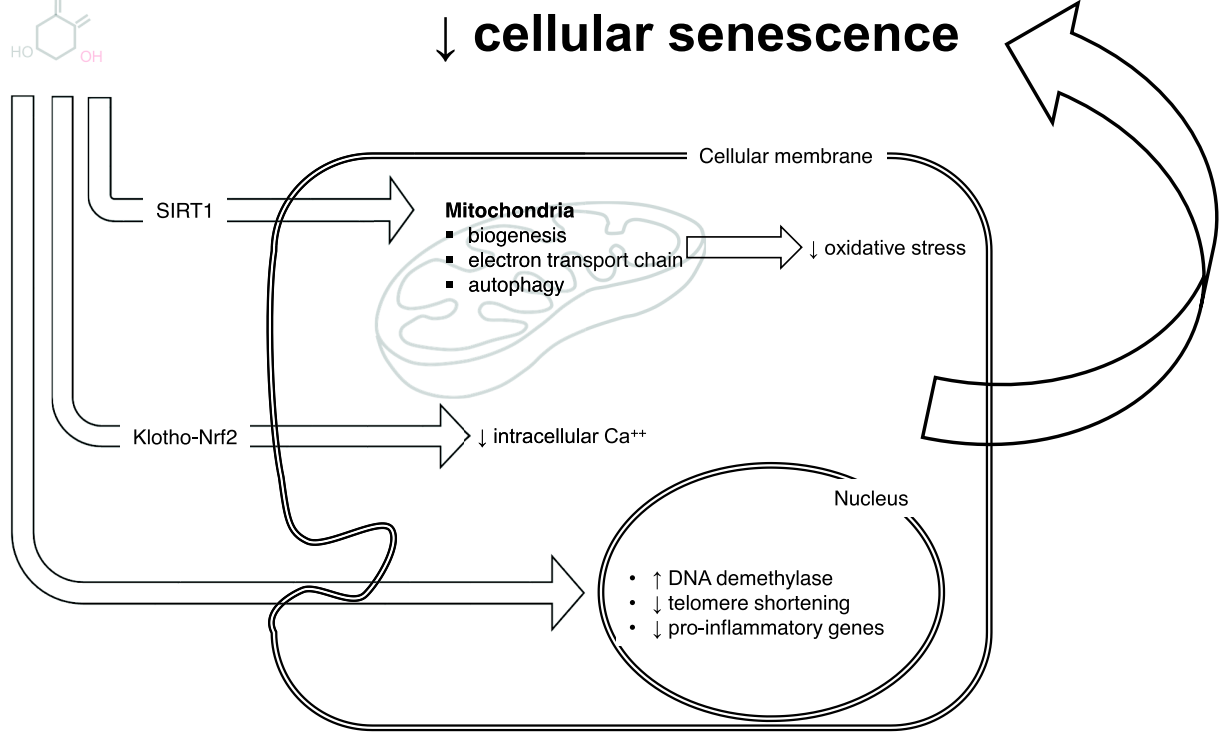 ↓ cellular senescence
HO
OH
Cellular membrane
SIRT1
Mitochondria
▪ biogenesis
▪ electron transport chain
▪ autophagy
↓ oxidative stress
Klotho-Nrf2
↓ intracellular Ca⁺⁺
Nucleus
• ↑ DNA demethylase
• ↓ telomere shortening
• ↓ pro-inflammatory genes